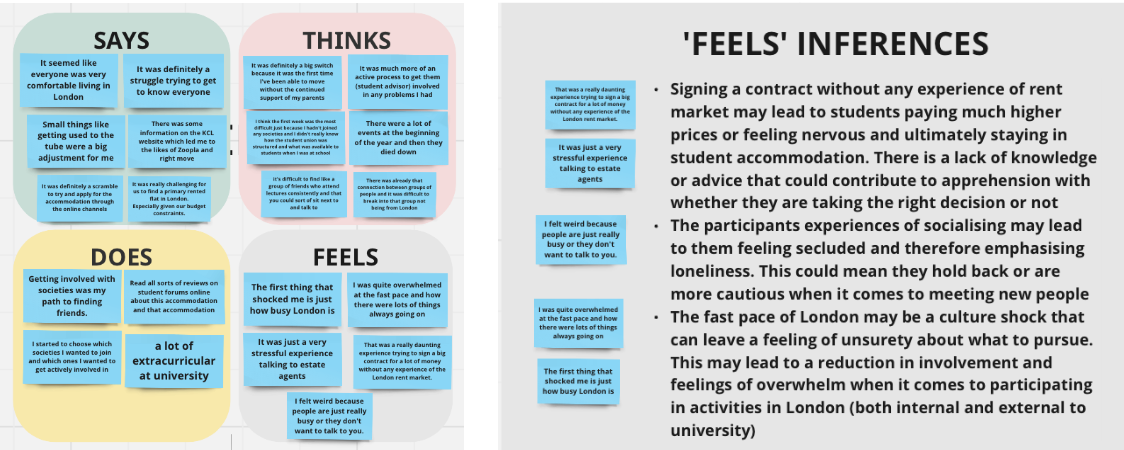 SAYS
It seemed like
everyone was very
comfortable living in
London
It was definitely a
struggle trying to get
to know everyone
Small things like
getting used to the
tube were a big
adjustment for me
There was some
information on the KCL
website which led me to
the likes of Zoopla and
right move
It was definitely a scramble
to try and apply for the
accommodation through
the online channels
It was really challenging for
us to find a primary rented
flat in London.
Especially given our budget
constraints.
THINKS
It was definitely a big switch
because it was the first time
I've been able to move
without the continued
support of my parents
It was much more of an
active process to get them
(student advisor) involved
in any problems I had
I think the first week was the most
difficult just because I hadn't joined
any societies and I didn't really know
how the student union was
structured and what was available to
students when I was at school
There were a lot of
events at the beginning
of the year and then they
died down
It's difficult to find like a
group of friends who attend
lectures consistently and that
you could sort of sit next to
and talk to
There was already that
connection between groups of
people and it was difficult to
break into that group not
being from London
DOES
Getting involved with
societies was my
path to finding
friends.
Read all sorts of reviews on
student forums online
about this accommodation
and that accommodation
I started to choose which
societies I wanted to join
and which ones I wanted to
get actively involved in
a lot of
extracurricular
at university
FEELS
The first thing that
shocked me is just
how busy London is
I was quite overwhelmed
at the fast pace and how
there were lots of things
always going on
It was just a very
stressful experience
talking to estate
agents
That was a really daunting
experience trying to sign a big
contract for a lot of money
without any experience of the
London rent market.
I felt weird because
people are just really
busy or they don't
want to talk to you.
'FEELS' INFERENCES
That was a really daunting
experience trying to sign a big
contract for a lot of money
without any experience of the
London rent market.
It was just a very
stressful experience
talking to estate
agents
I felt weird because
people are just really
busy or they don't
want to talk to you.
I was quite overwhelmed
at the fast pace and how
there were lots of things
always going on
The first thing that
shocked me is just
how busy London is
• Signing a contract without any experience of rent
market may lead to students paying much higher
prices or feeling nervous and ultimately staying in
student accommodation. There is a lack of knowledge
or advice that could contribute to apprehension with
whether they are taking the right decision or not
• The participants experiences of socialising may lead
to them feeling secluded and therefore emphasising
loneliness. This could mean they hold back or are
more cautious when it comes to meeting new people
• The fast pace of London may be a culture shock that
can leave a feeling of unsurety about what to pursue.
This may lead to a reduction in involvement and
feelings of overwhelm when it comes to participating
in activities in London (both internal and external to
university)